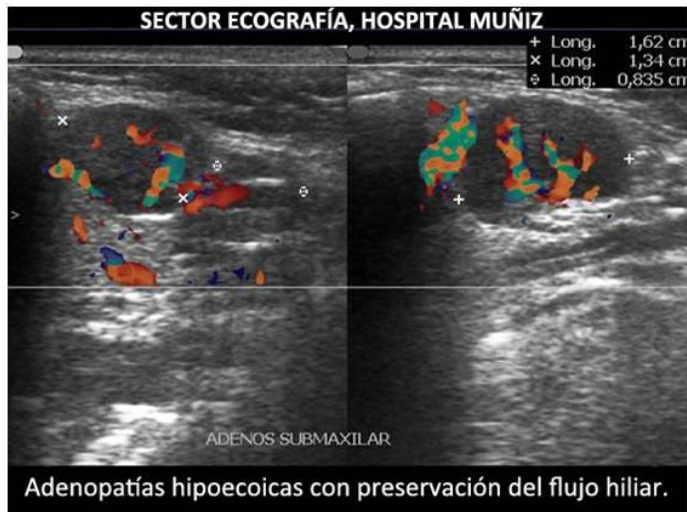 SECTOR ECOGRAFÍA, HOSPITAL MUÑIZ
+ Long. 1,62 cm
× Long. 1,34 cm
Long. 0,835 cm
ADENOS SUBMAXILAR
Adenopatías hipoecoicas con preservación del flujo hiliar.